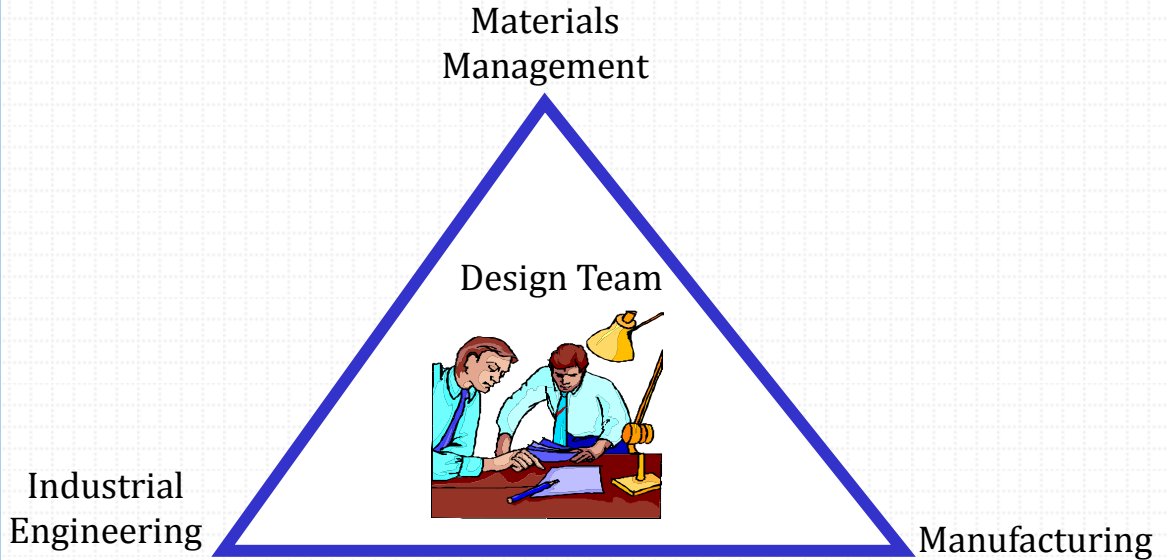 Materials
Management
Design Team
Industrial
Engineering
Manufacturing